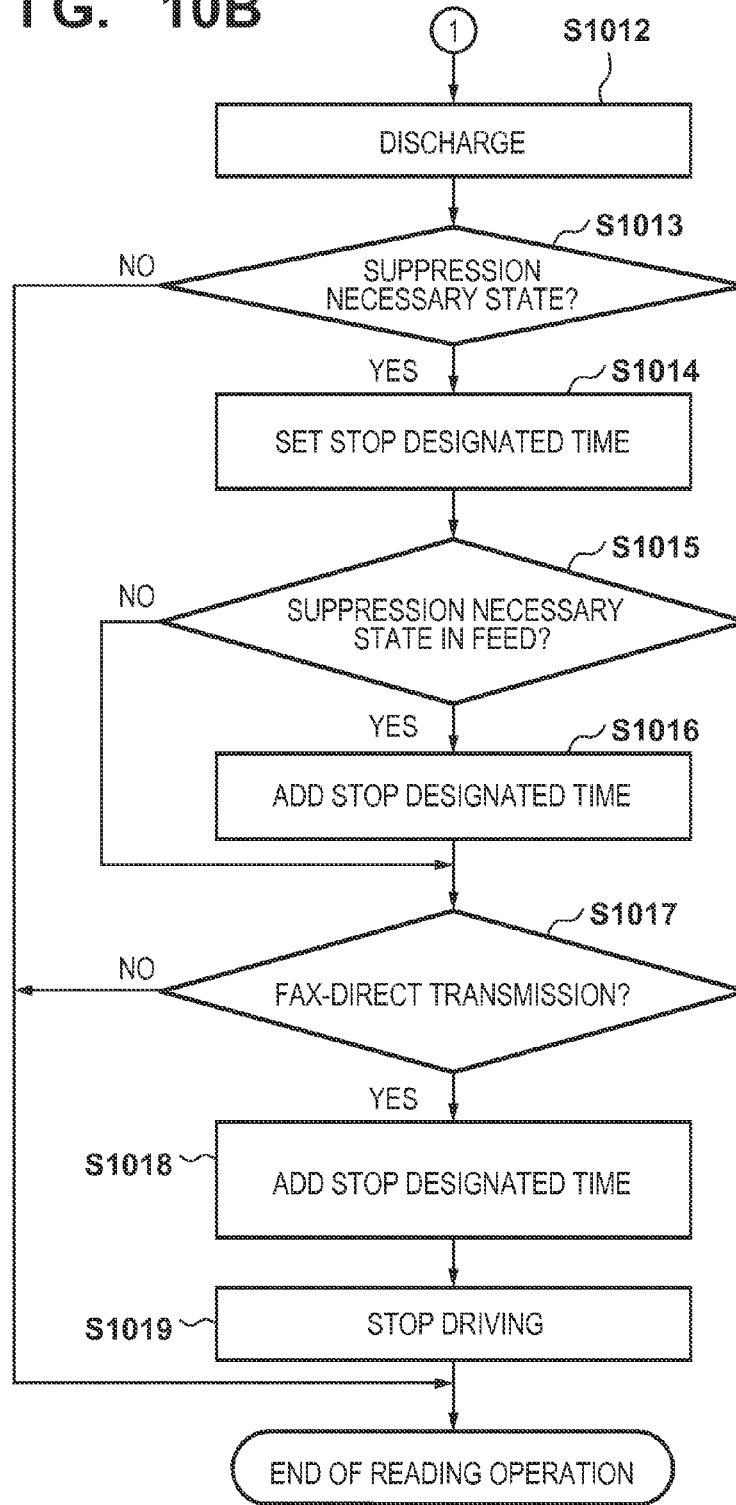 FG. 10B
1
S1012
DISCHARGE
S1013
NO
SUPPRESSION
NECESSARY STATE?
YES
S1014
SET STOP DESIGNATED TIME
S1015
NO
SUPPRESSION NECESSARY
STATE IN FEED?
YES
S1016
ADD STOP DESIGNATED TIME
S1017
NO
FAX-DIRECT TRANSMISSION?
YES
S1018
ADD STOP DESIGNATED TIME
S1019
STOP DRIVING
END OF READING OPERATION